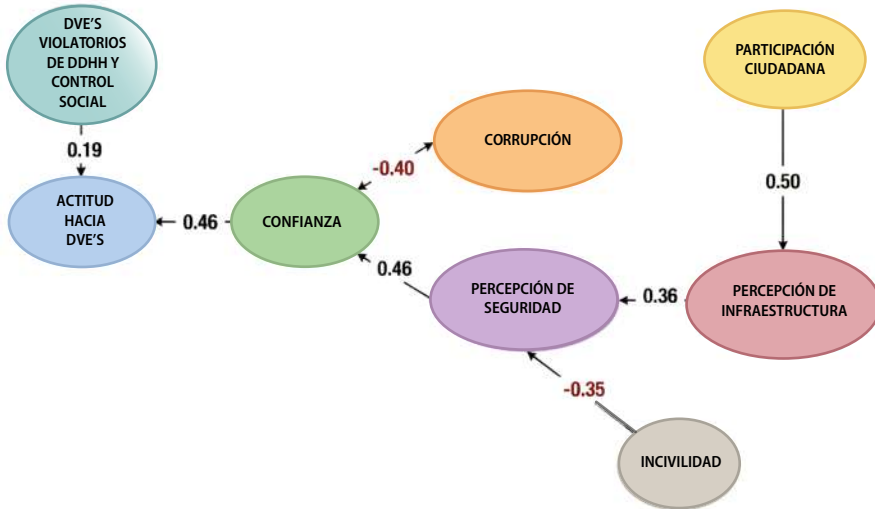 DVE'S
VIOLATORIOS
DE DDHH Y
CONTROL
SOCIAL
PARTICIPACIÓN
CIUDADANA
CORRUPCIÓN
0.19
-0.40
0.50
ACTITUD
HACIA
DVE'S
0.46
CONFIANZA
0.46
PERCEPCIÓN DE
SEGURIDAD
0.36
PERCEPCIÓN DE
INFRAESTRUCTURA
-0.35
INCIVILIDAD